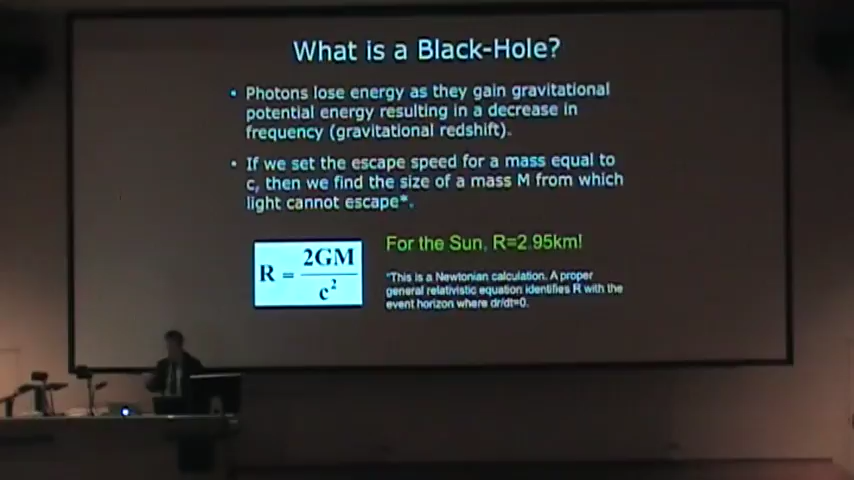 What is a Black-Hole?
• Photons lose energy as they gain gravitational
potential energy resulting in a decrease in
frequency (gravitational redshift).
• If we set the escape speed for a mass equal to
c, then we find the size of a mass M from which
light cannot escape*.
R = 2GM / c²
For the Sun, R=2.95km!
*This is a Newtonian calculation. A proper
general relativistic equation identifies R with the
event horizon where dr/dt=0.